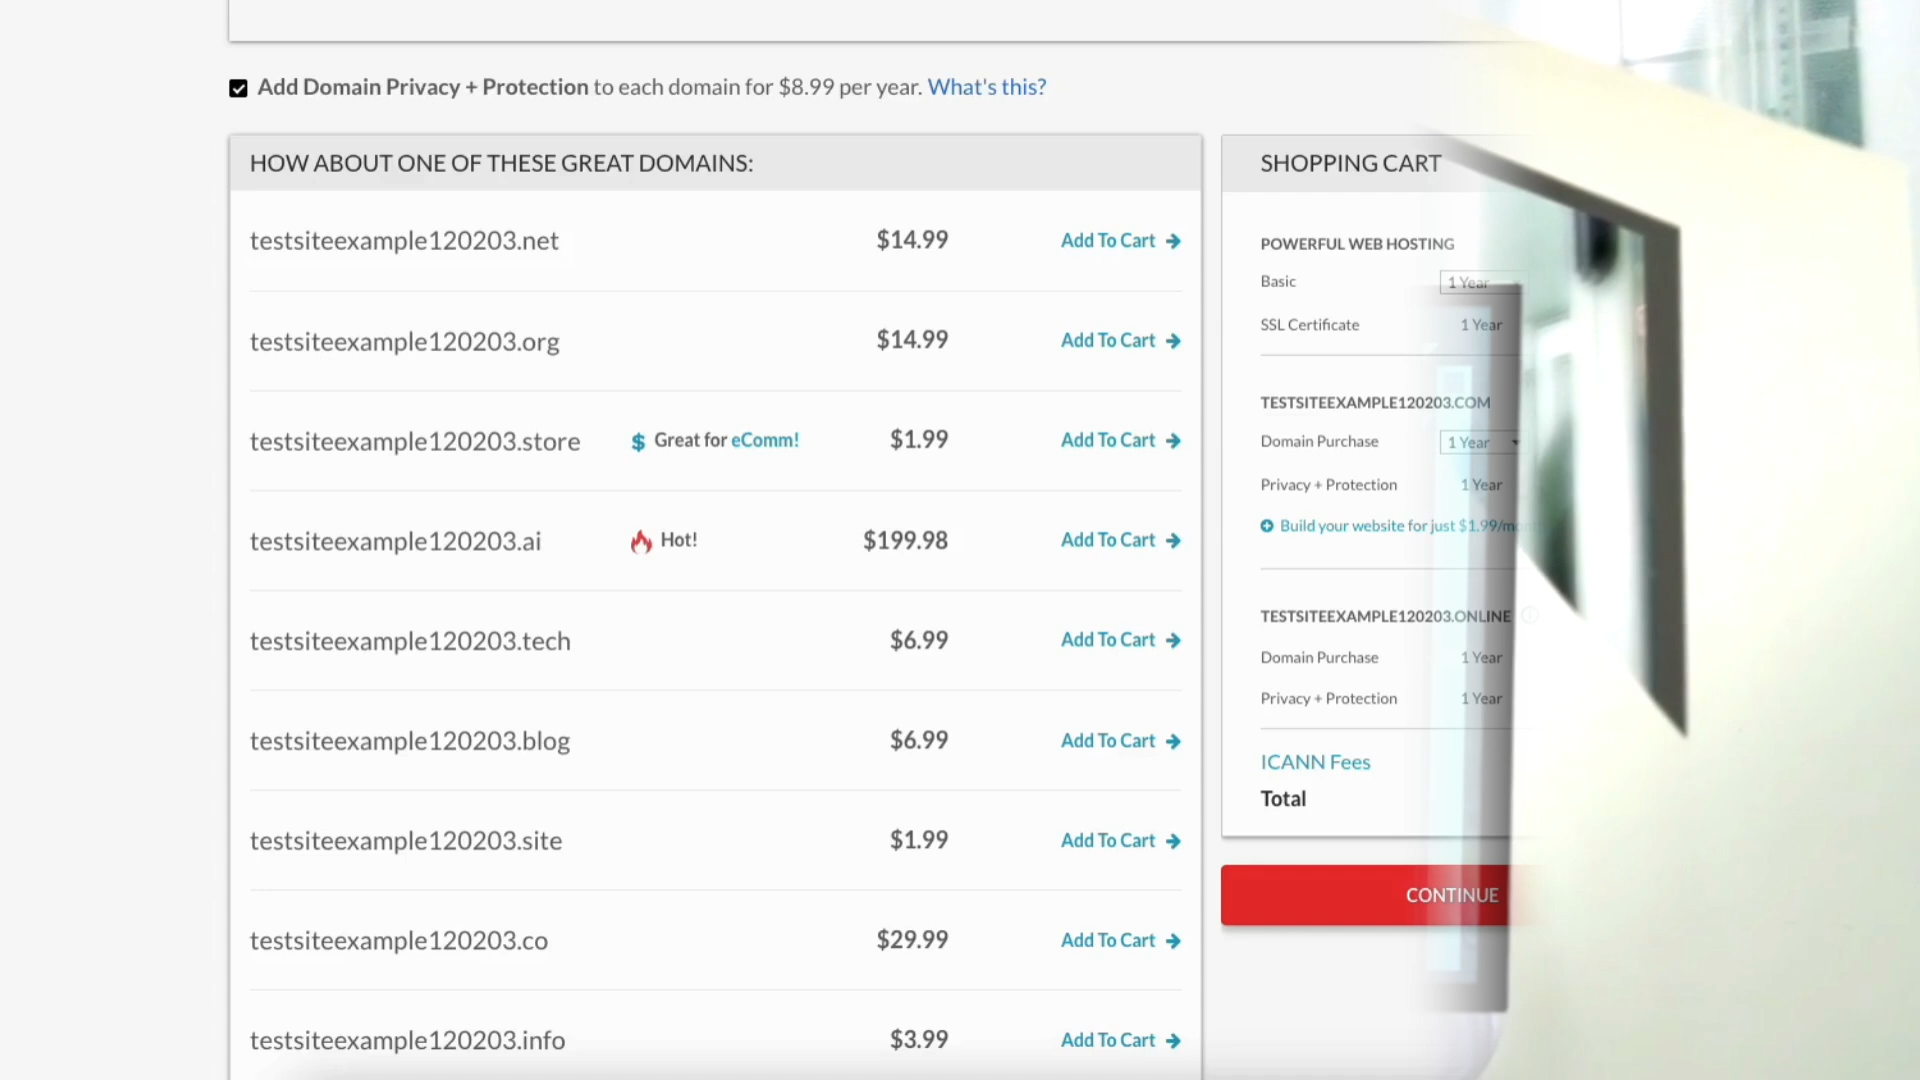 Add Domain Privacy + Protection to each domain for $8.99 per year. What's this?
HOW ABOUT ONE OF THESE GREAT DOMAINS:
testsiteexample120203.net $14.99 Add To Cart
testsiteexample120203.org $14.99 Add To Cart
testsiteexample120203.store $ Great for eComm! $1.99 Add To Cart
testsiteexample120203.ai Hot! $199.98 Add To Cart
testsiteexample120203.tech $6.99 Add To Cart
testsiteexample120203.blog $6.99 Add To Cart
testsiteexample120203.site $1.99 Add To Cart
testsiteexample120203.co $29.99 Add To Cart
testsiteexample120203.info $3.99 Add To Cart
SHOPPING CART
POWERFUL WEB HOSTING
Basic 1 Year
SSL Certificate 1 Year
TESTSITEEXAMPLE120203.COM
Domain Purchase 1 Year
Privacy + Protection 1 Year
Build your website for just $1.99/mo
TESTSITEEXAMPLE120203.ONLINE
Domain Purchase 1 Year
Privacy + Protection 1 Year
ICANN Fees
Total
CONTINUE